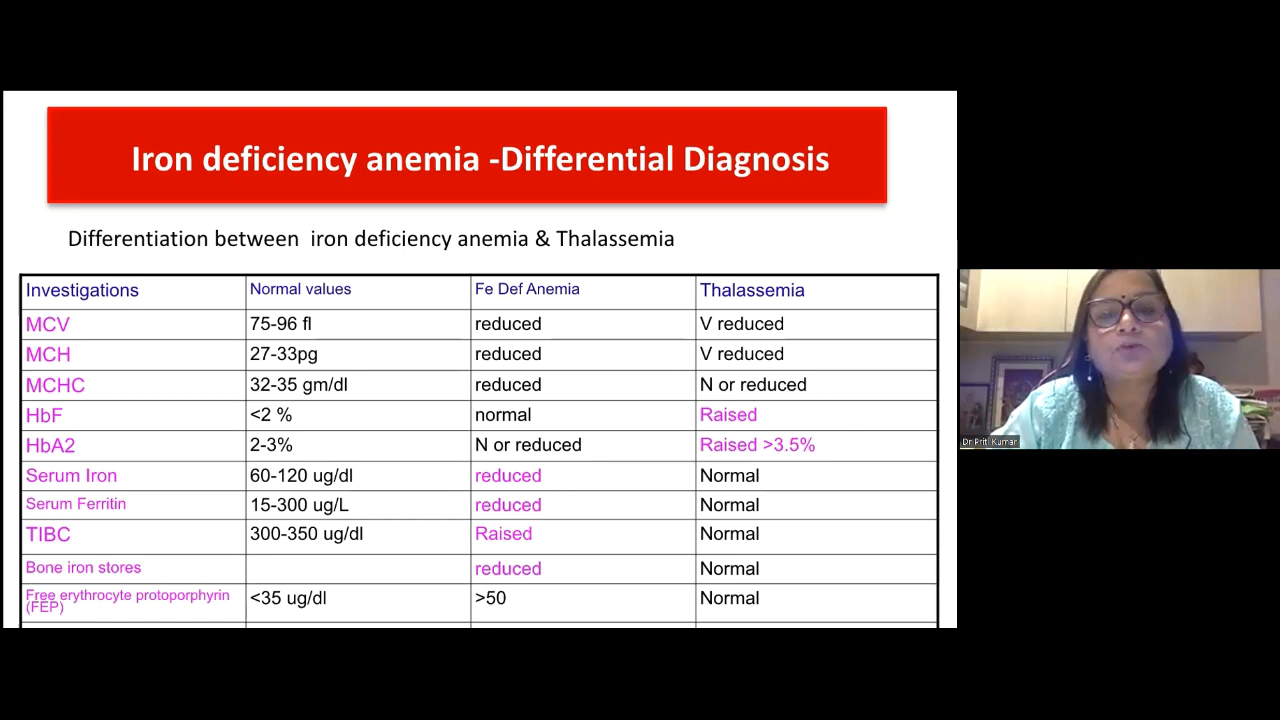 Iron deficiency anemia -Differential Diagnosis
Differentiation between iron deficiency anemia & Thalassemia
Investigations Normal values Fe Def Anemia Thalassemia
MCV 75-96 fl reduced V reduced
MCH 27-33pg reduced V reduced
MCHC 32-35 gm/dl reduced N or reduced
HbF <2 % normal Raised
HbA2 2-3% N or reduced Raised >3.5%
Serum Iron 60-120 ug/dl reduced Normal
Serum Ferritin 15-300 ug/L reduced Normal
TIBC 300-350 ug/dl Raised Normal
Bone iron stores reduced Normal
Free erythrocyte protoporphyrin
(FEP) <35 ug/dl >50 Normal
Dr Priti Kumar